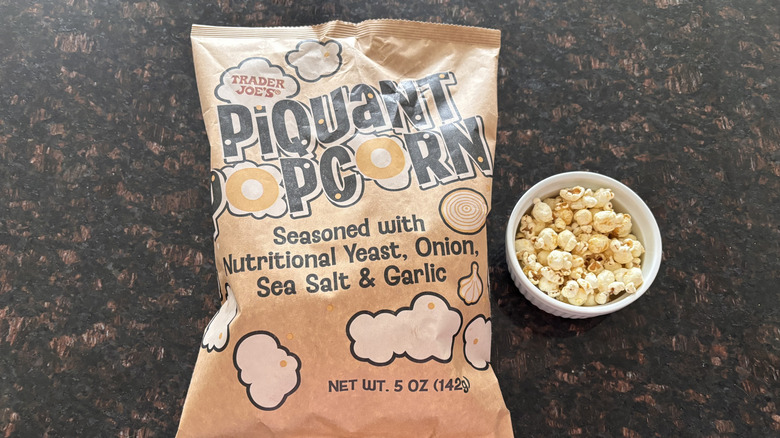 TRADER
JOE'S®
PiQUaNT
POPCORN
Seasoned with
Nutritional Yeast, Onion,
Sea Salt & Garlic
NET WT. 5 OZ (142g)